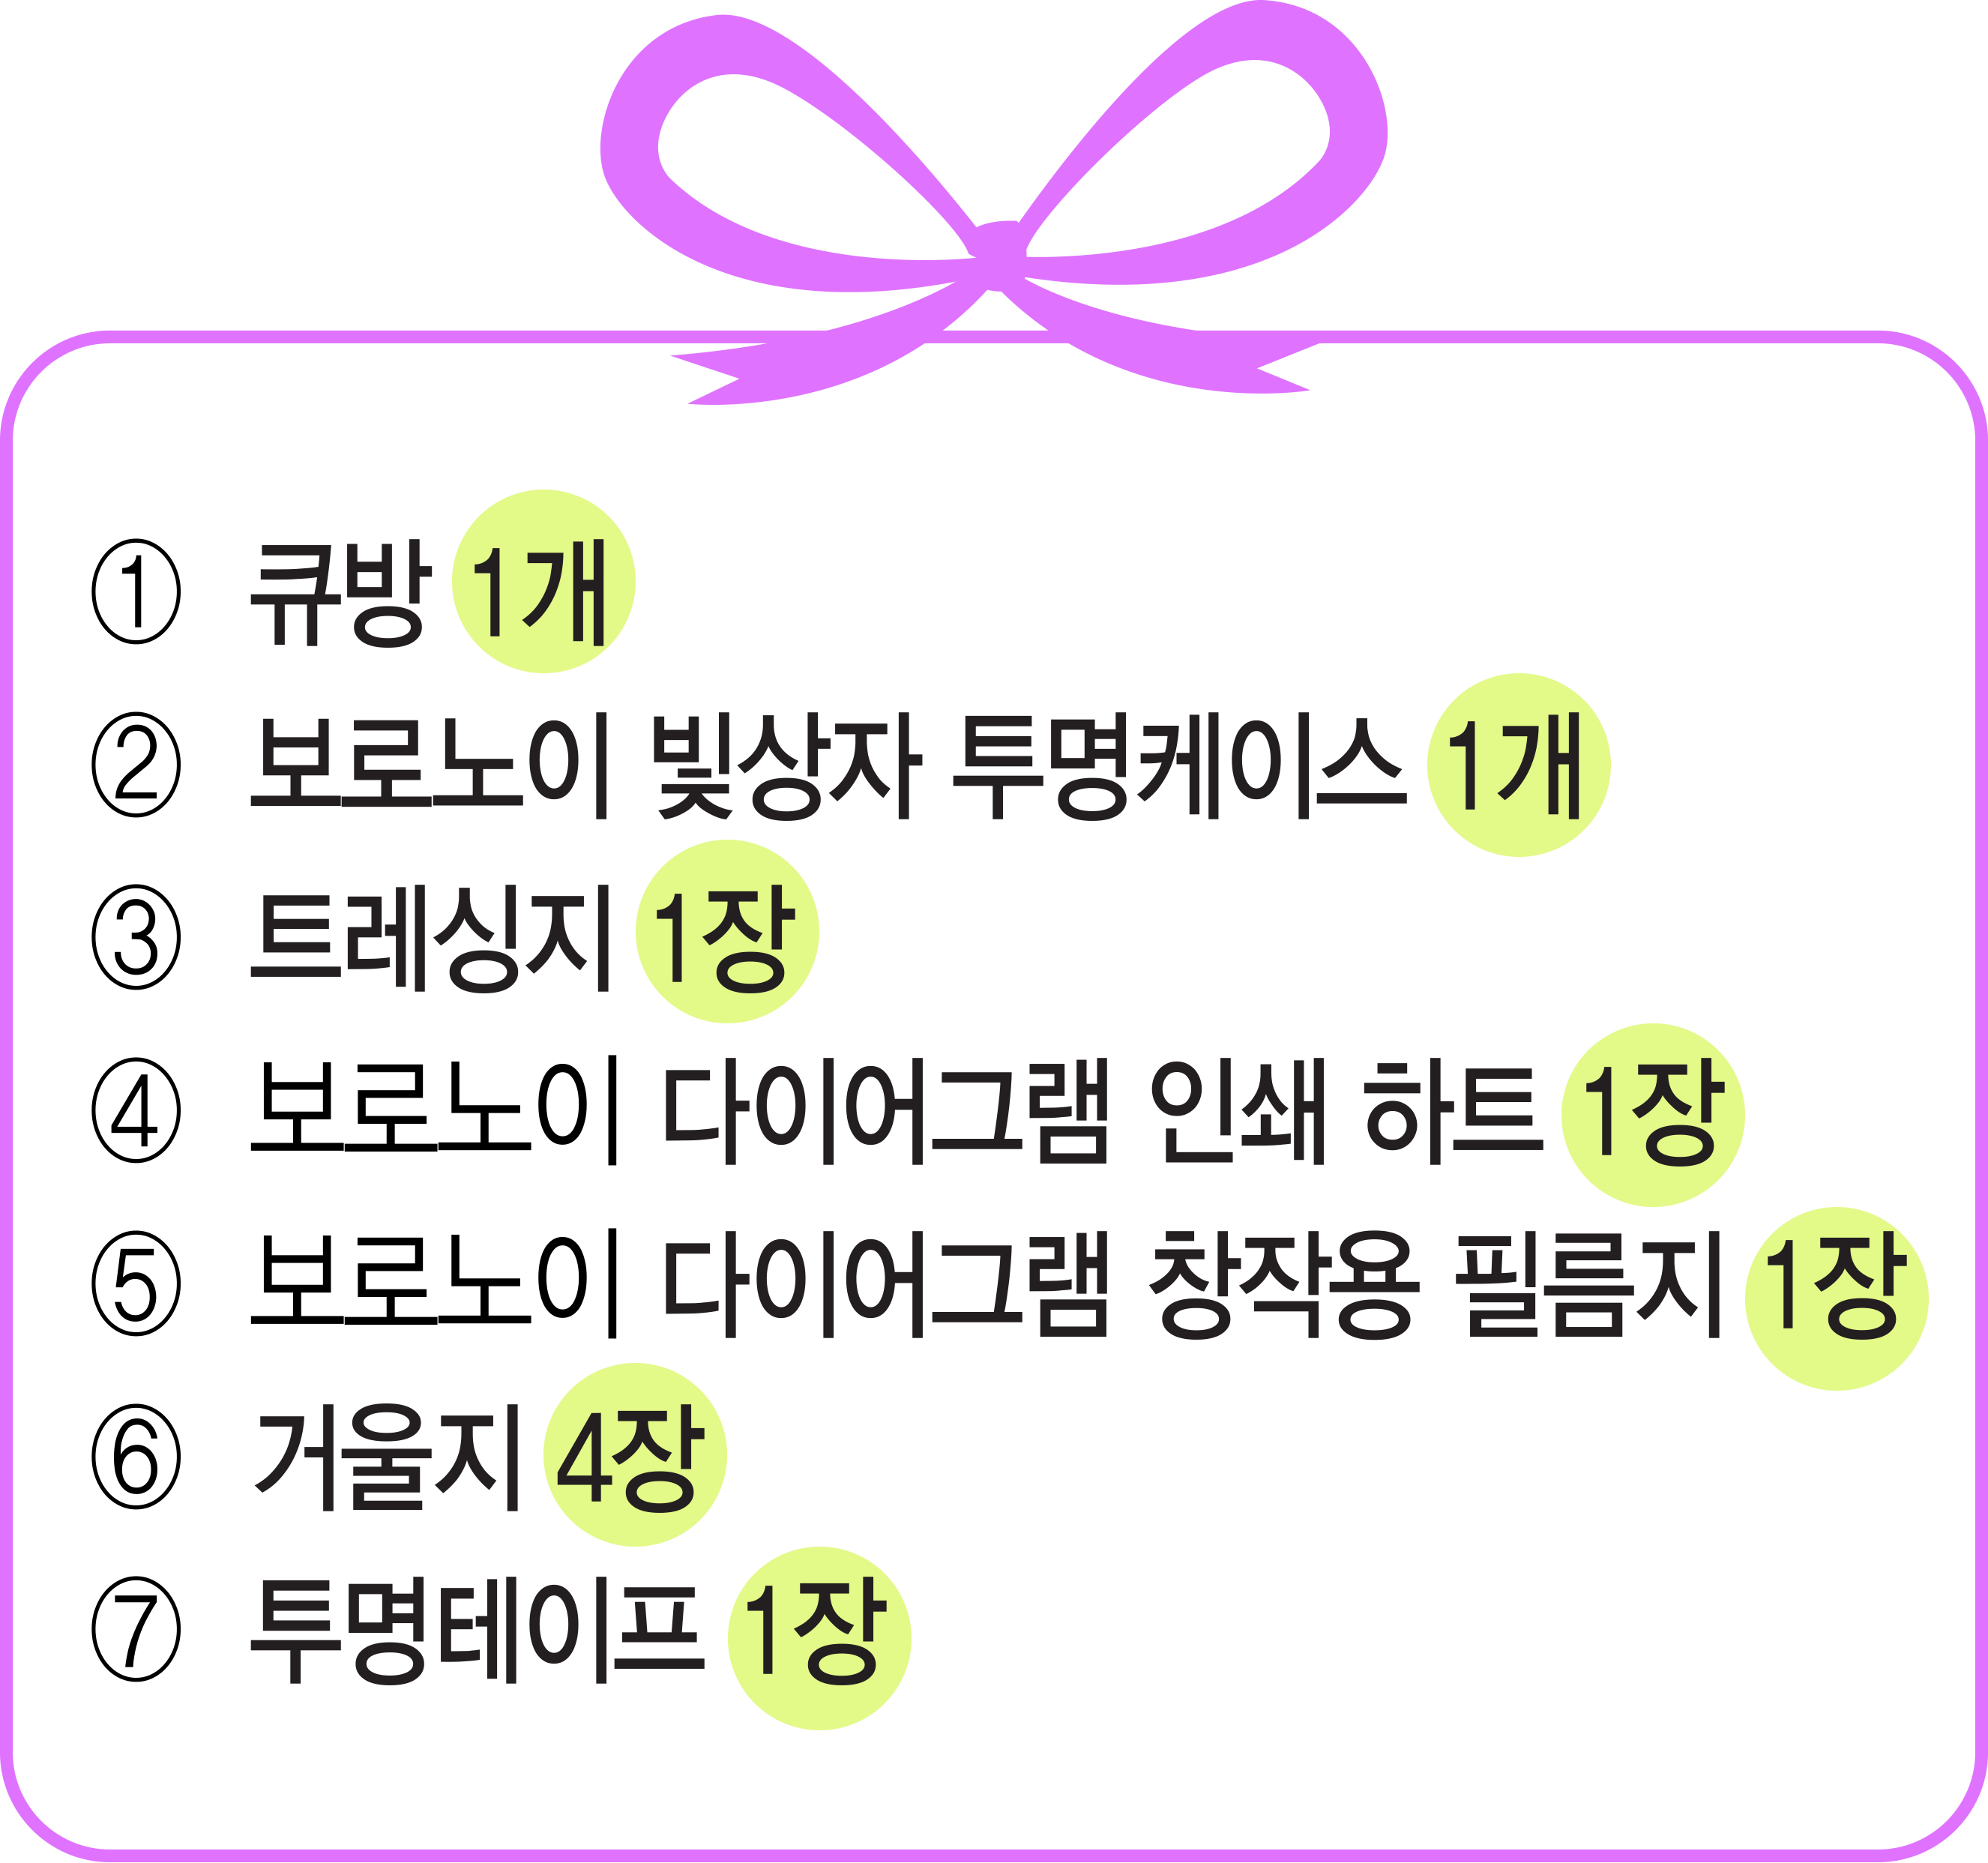 ① 큐방 1개
② 보로노이 빛상자 투명케이스 1개
③ 트레싱지 1장
④ 보로노이 다이어그램 인쇄 하트 1장
⑤ 보로노이 다이어그램 창작용 필름지 1장
⑥ 거울지 4장
⑦ 투명테이프 1장